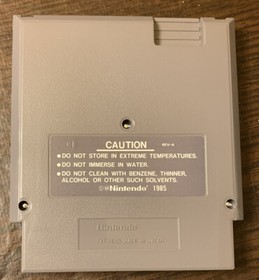 CAUTION REV-A
●DO NOT STORE IN EXTREME TEMPERATURES.
●DO NOT IMMERSE IN WATER.
●DO NOT CLEAN WITH BENZENE, THINNER,
ALCOHOL OR OTHER SUCH SOLVENTS.
Nintendo 1985
Nintendo